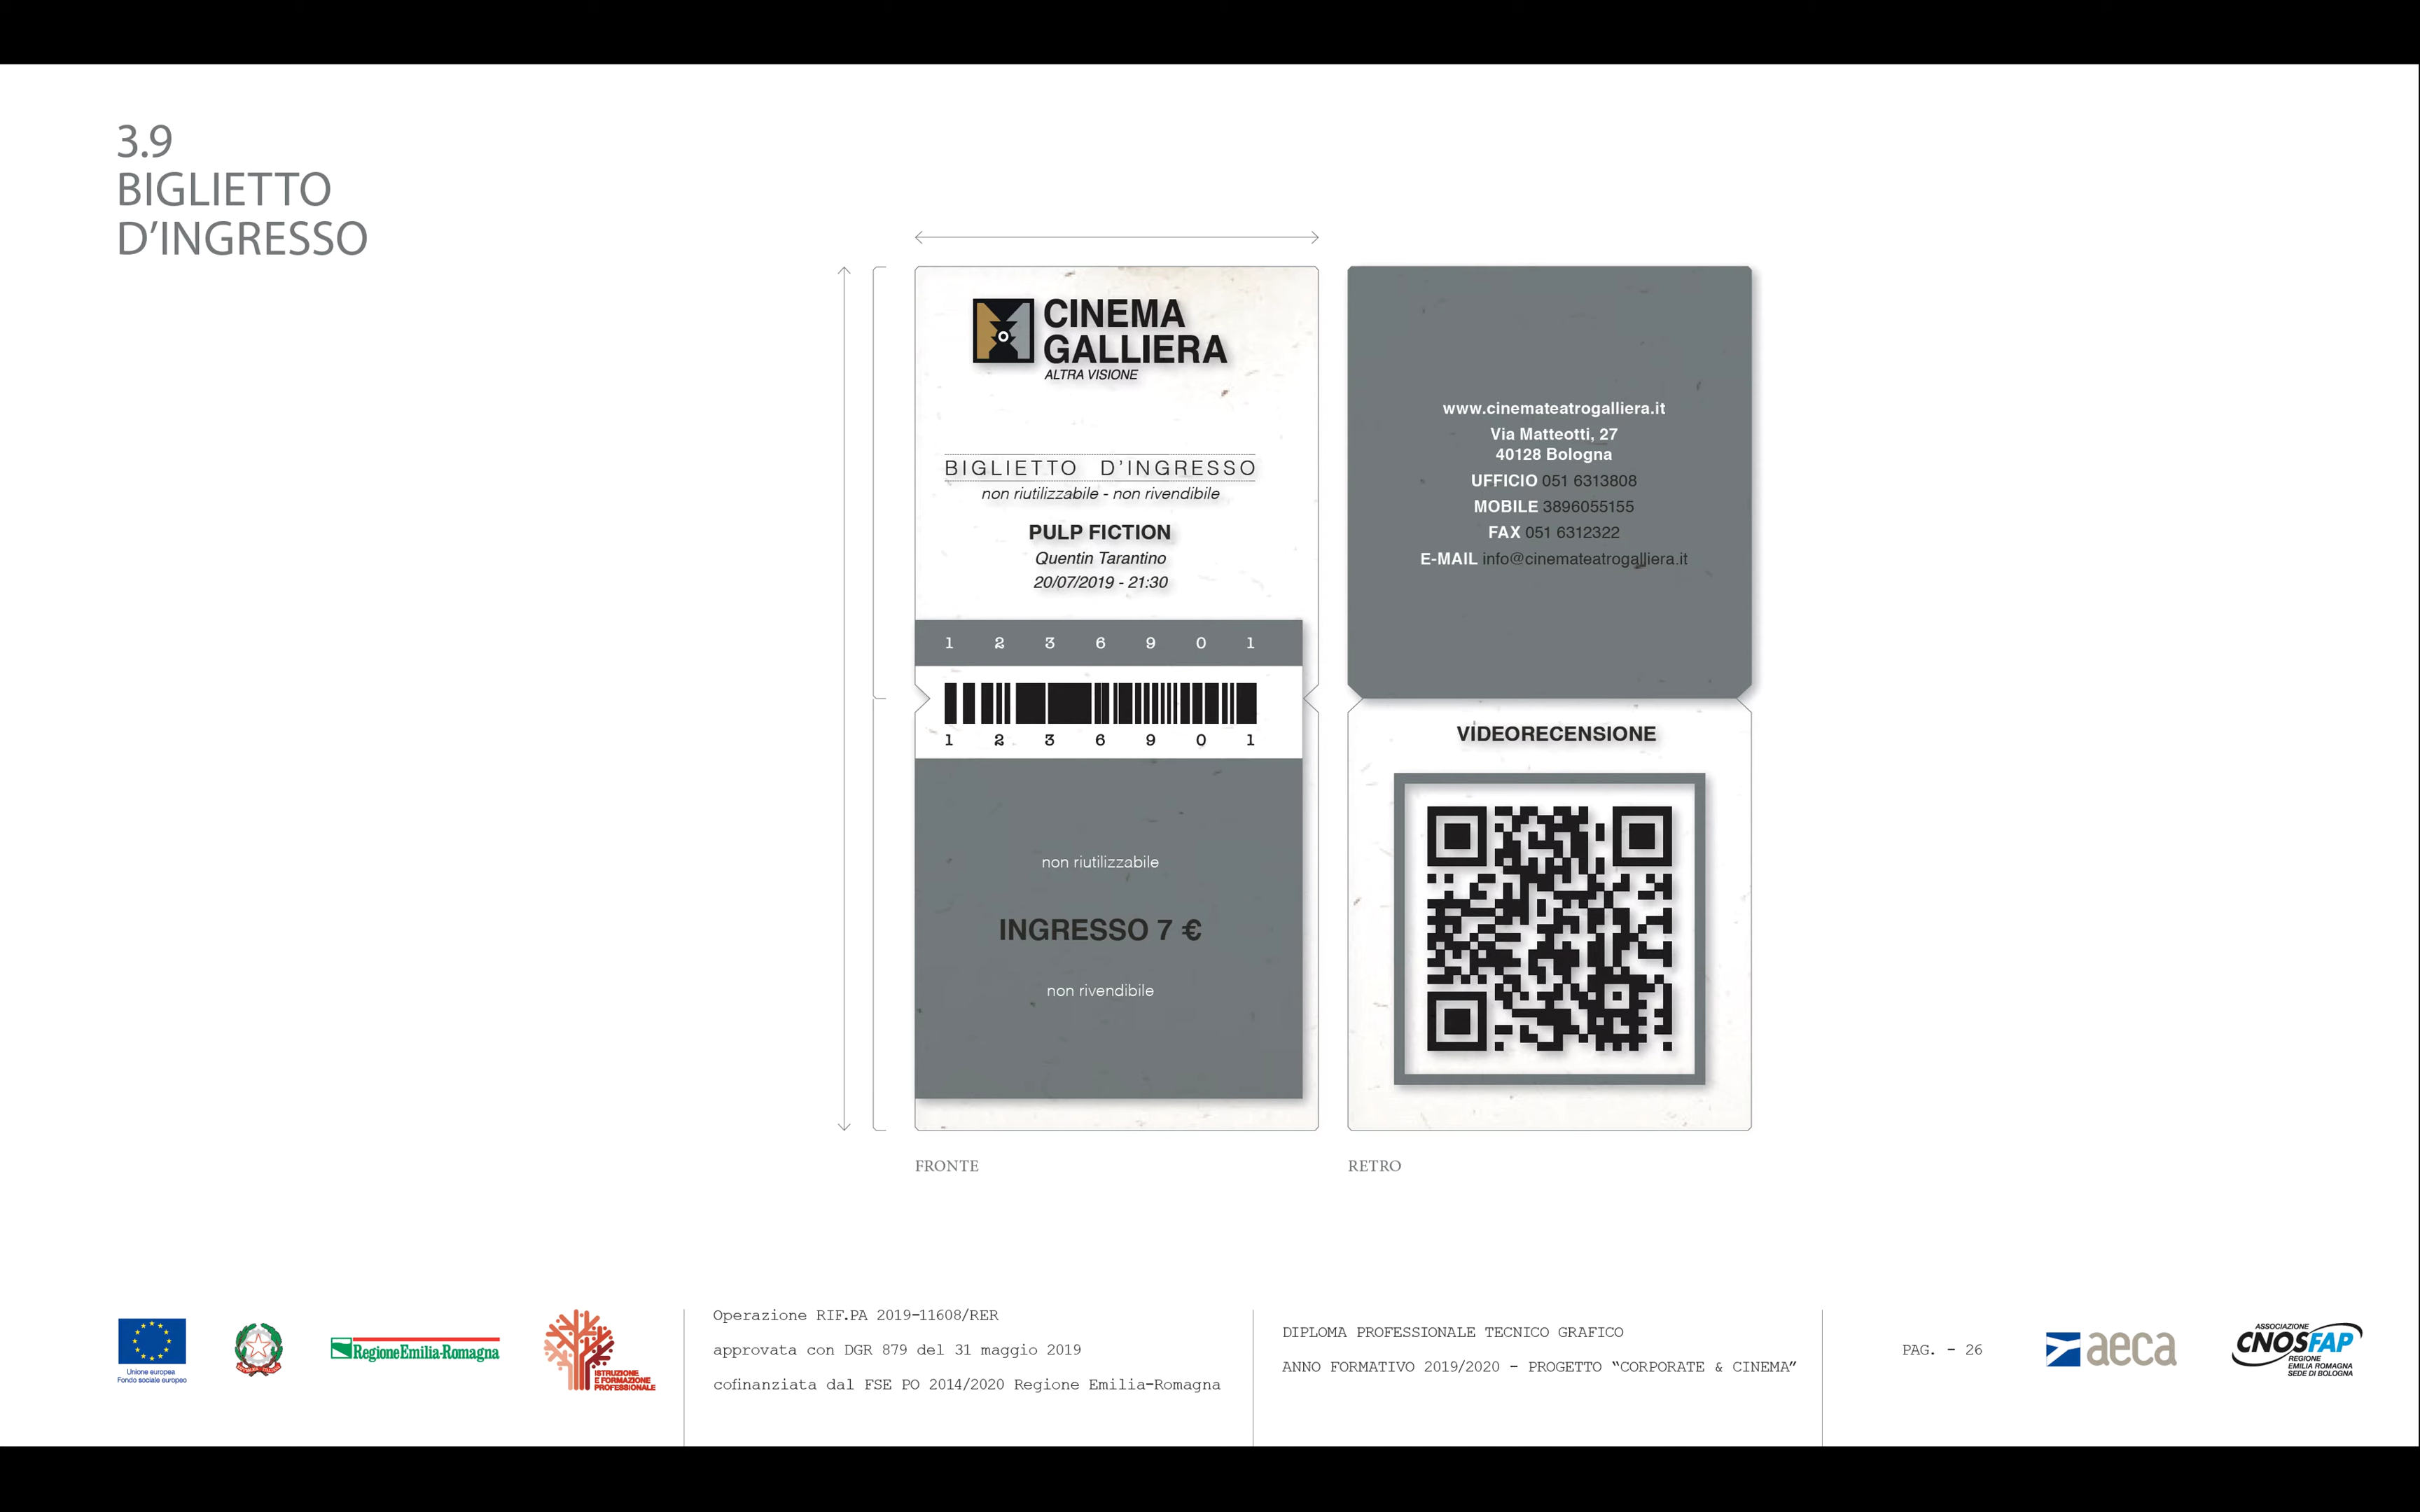 3.9
BIGLIETTO
D’INGRESSO
CINEMA
GALLIERA
ALTRA VISIONE
BIGLIETTO D’INGRESSO
non riutilizzabile - non rivendibile
PULP FICTION
Quentin Tarantino
20/07/2019 - 21:30
1 2 3 6 9 0 1
1 2 3 6 9 0 1
non riutilizzabile
INGRESSO 7 €
non rivendibile
FRONTE
www.cinemateatrogalliera.it
Via Matteotti, 27
40128 Bologna
UFFICIO 051 6313808
MOBILE 3896055155
FAX 051 6312322
E-MAIL info@cinemateatrogalliera.it
VIDEORECENSIONE
RETRO
Unione europea
Fondo sociale europeo
RegioneEmilia-Romagna
ISTRUZIONE
E FORMAZIONE
PROFESSIONALE
Operazione RIF.PA 2019-11608/RER
approvata con DGR 879 del 31 maggio 2019
cofinanziata dal FSE PO 2014/2020 Regione Emilia-Romagna
DIPLOMA PROFESSIONALE TECNICO GRAFICO
ANNO FORMATIVO 2019/2020 - PROGETTO “CORPORATE & CINEMA”
PAG. - 26
aeca
ASSOCIAZIONE
CNOSFAP
REGIONE
EMILIA ROMAGNA
SEDE DI BOLOGNA